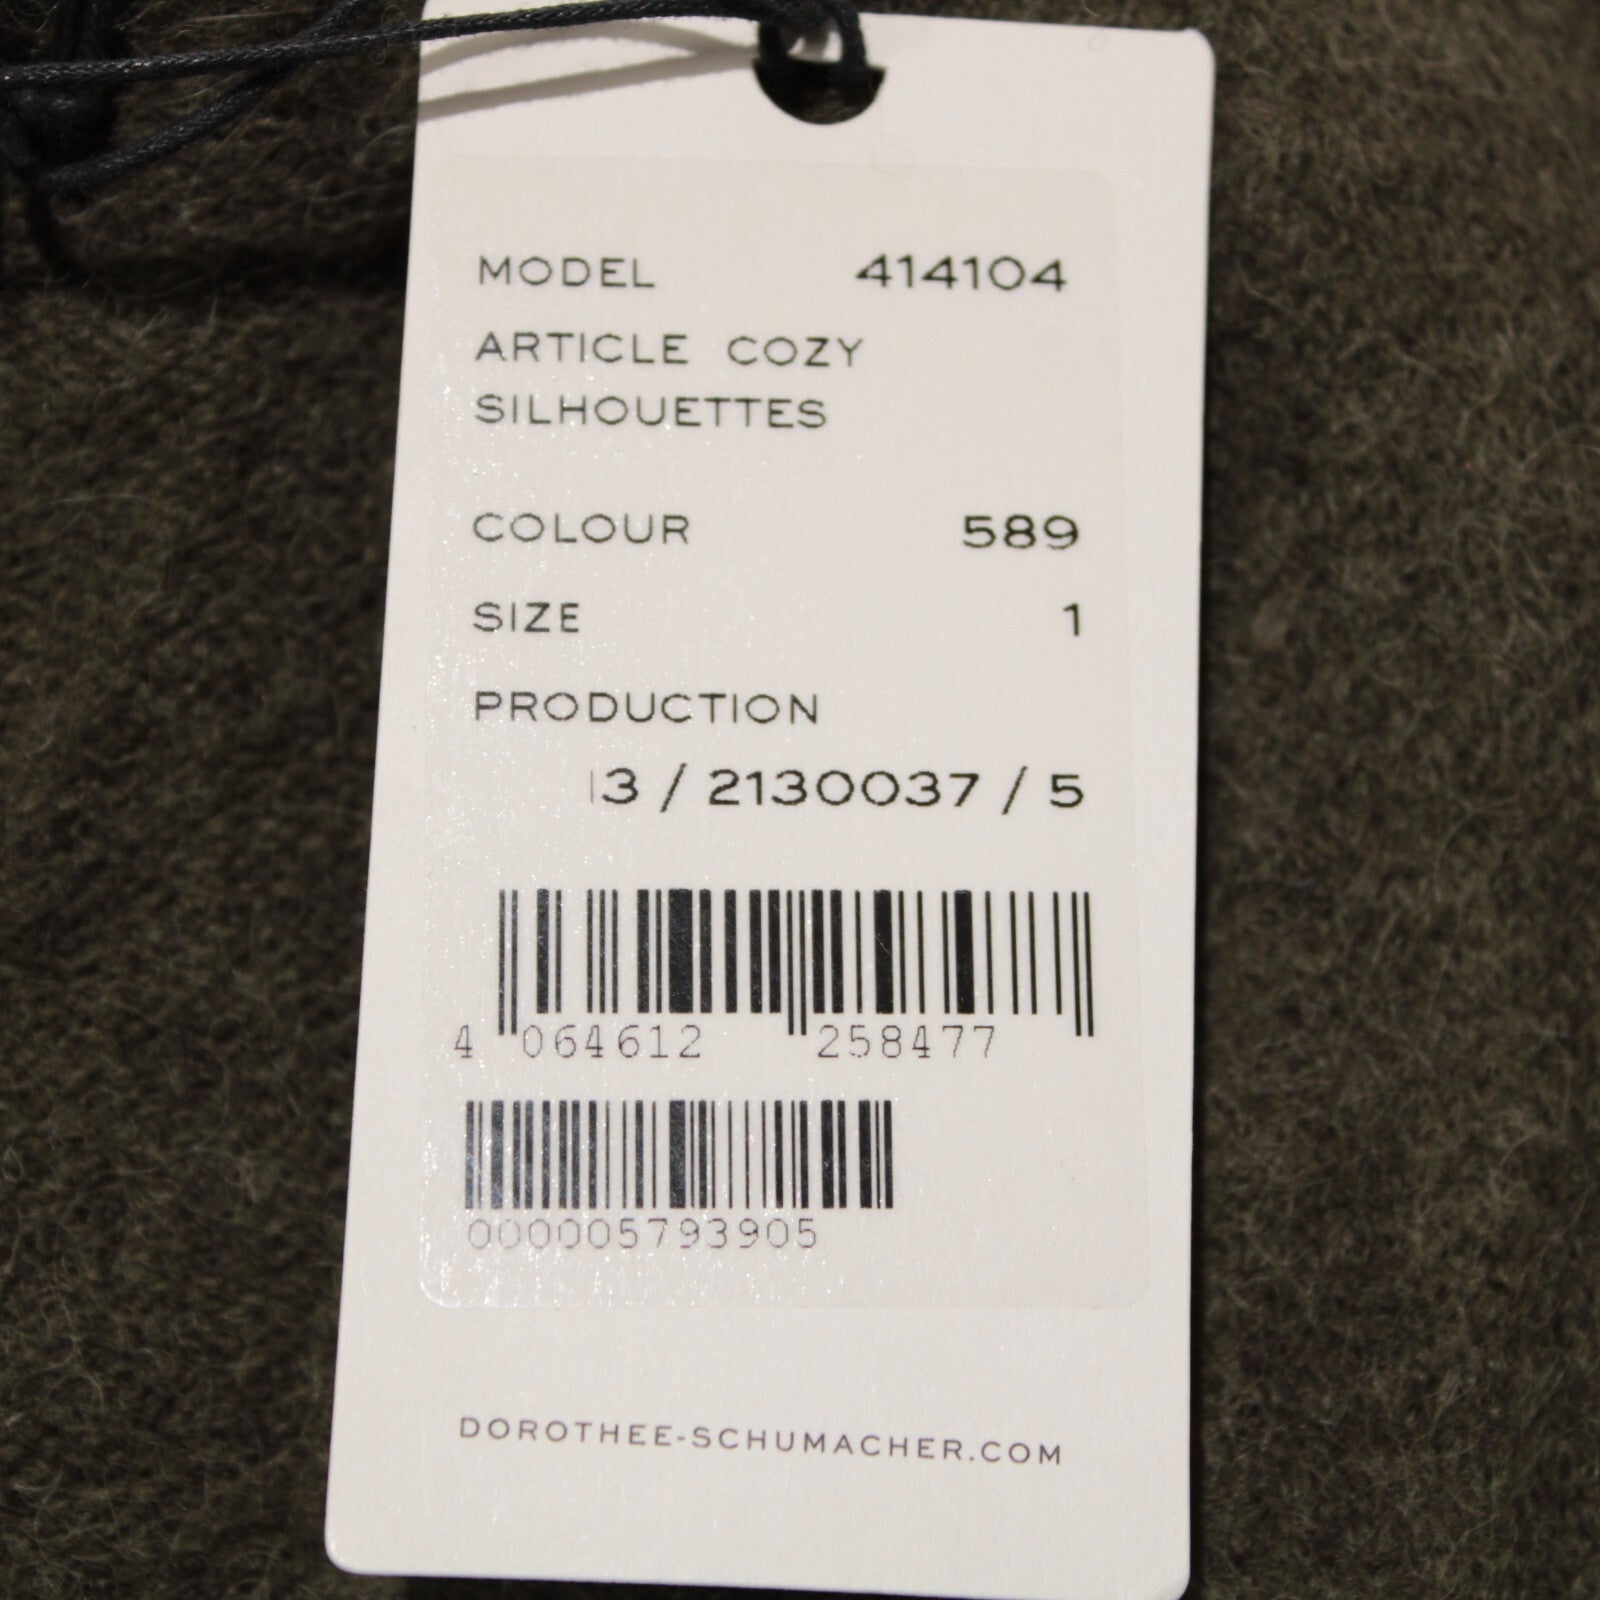 MODEL 414104
ARTICLE COZY
SILHOUETTES
COLOUR 589
SIZE 1
PRODUCTION
3 / 2130037 / 5
4 064612 258477
000005793905
DOROTHEE-SCHUMACHER.COM